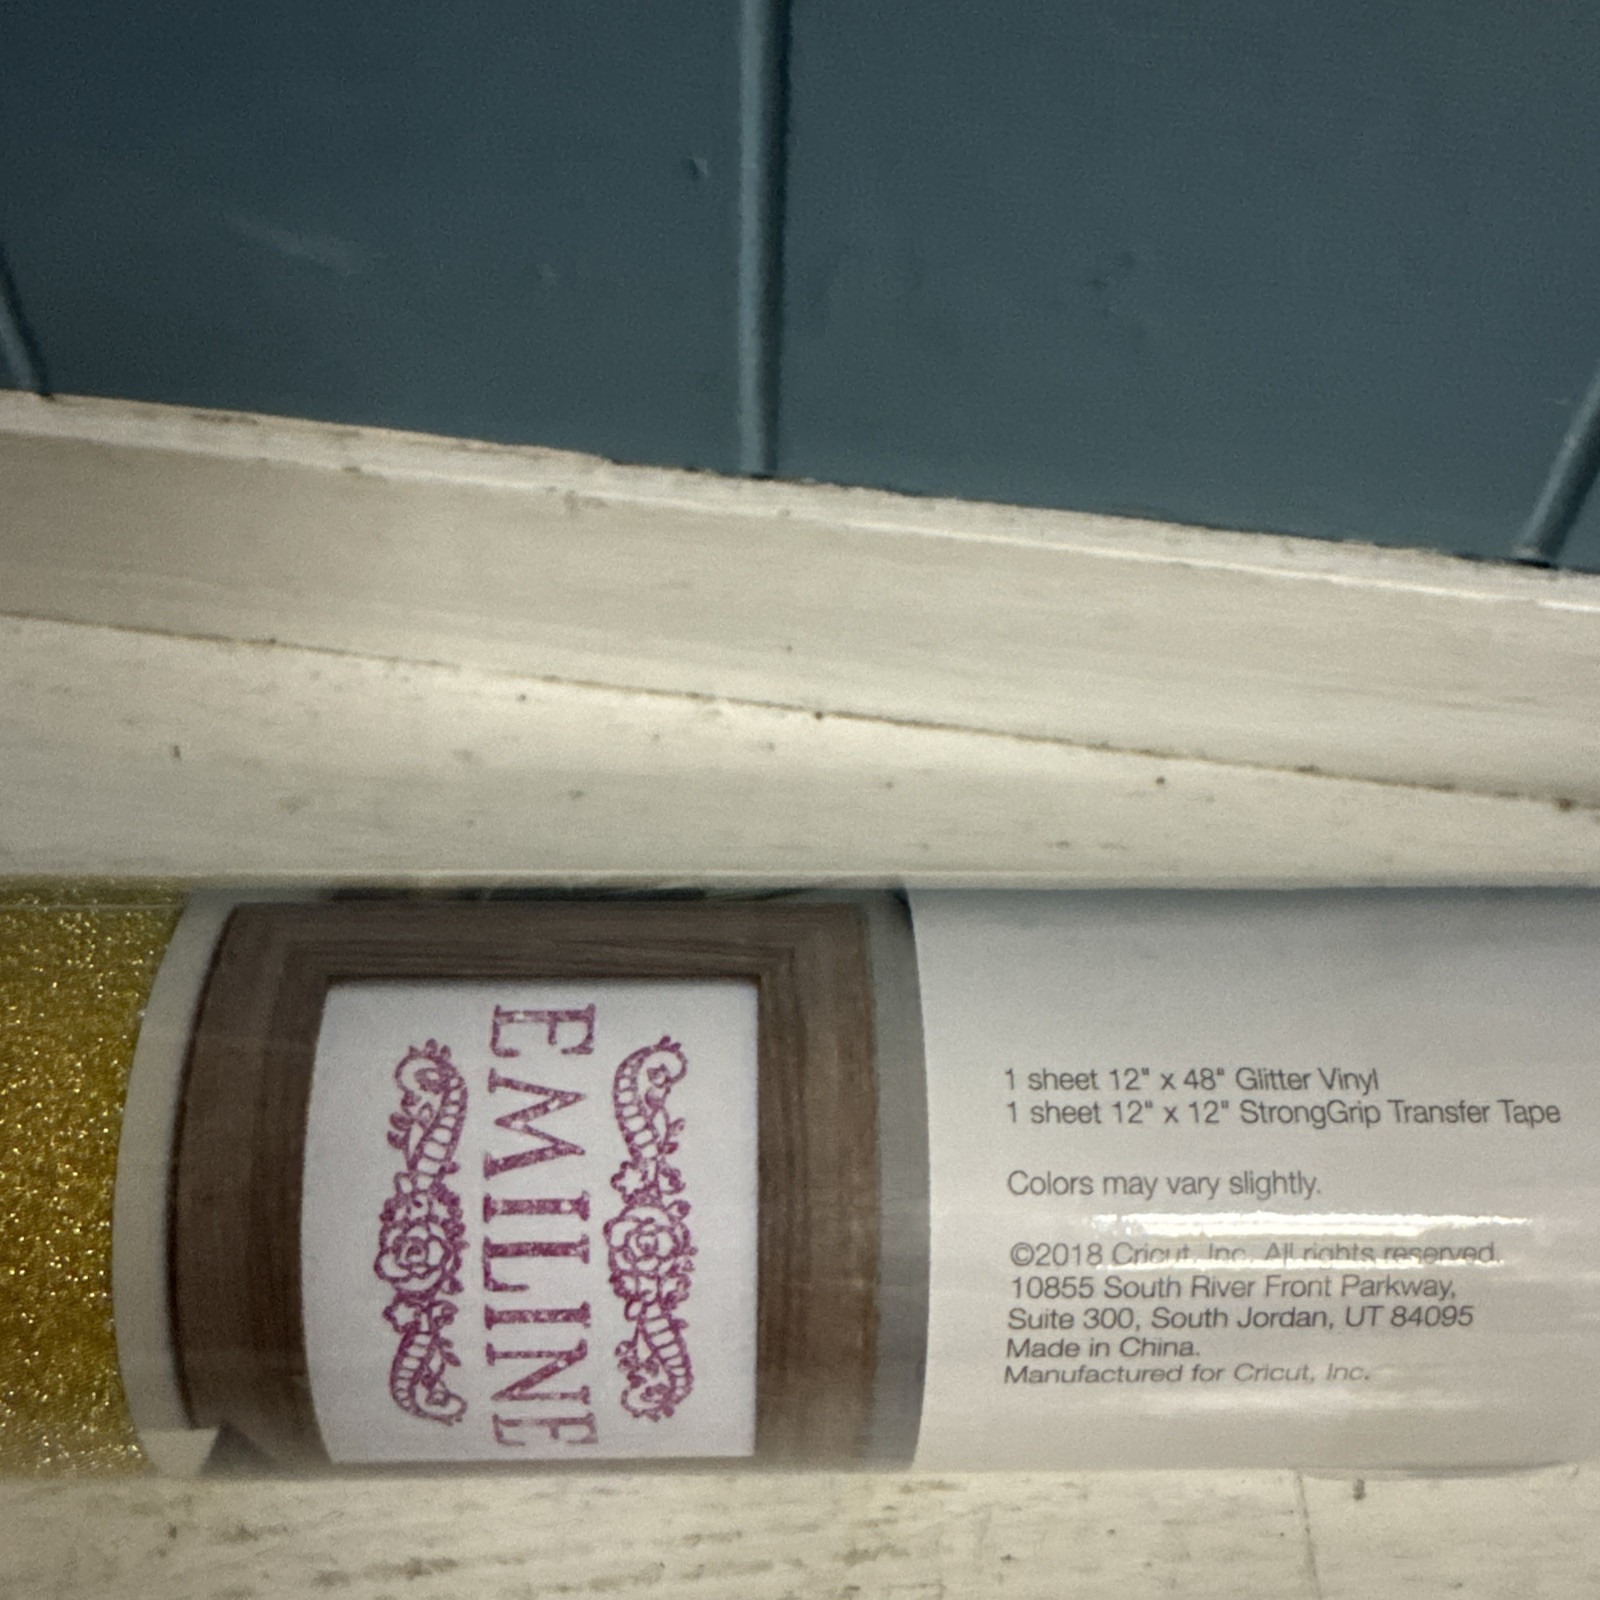 EMILINE
1 sheet 12" x 48" Glitter Vinyl
1 sheet 12" x 12" StrongGrip Transfer Tape
Colors may vary slightly.
©2018 Cricut, Inc. All rights reserved.
10855 South River Front Parkway,
Suite 300, South Jordan, UT 84095
Made in China.
Manufactured for Cricut, Inc.